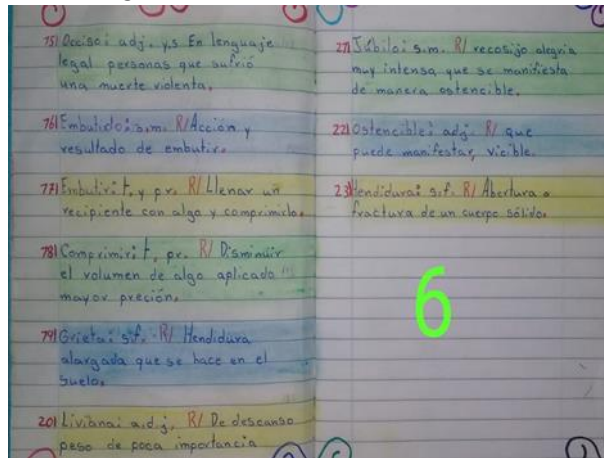 75) Occiso: adj. y.s En lenguaje
legal personas que sufrió
una muerte violenta.
76) Embutido: s.m. R/ Acción y
resultado de embutir.
77) Embutir: t. y pr. R/ Llenar un
recipiente con algo y comprimirlo.
78) Comprimir: t, pr. R/ Disminuir
el volumen de algo aplicado
mayor preción.
79) Grieta: s.f. R/ Hendidura
alargada que se hace en el
suelo.
20) Liviana: a.d.j. R/ De descanso
peso de poca importancia
21) Júbilo: s.m. R/ recosijo alegria
muy intensa, que se manifiesta
de manera ostencible.
22) Ostencible: adj. R/ que
puede manifestar, vicible.
23) Hendidura: s.f. R/ Abertura o
fractura de un cuerpo sólido.
6